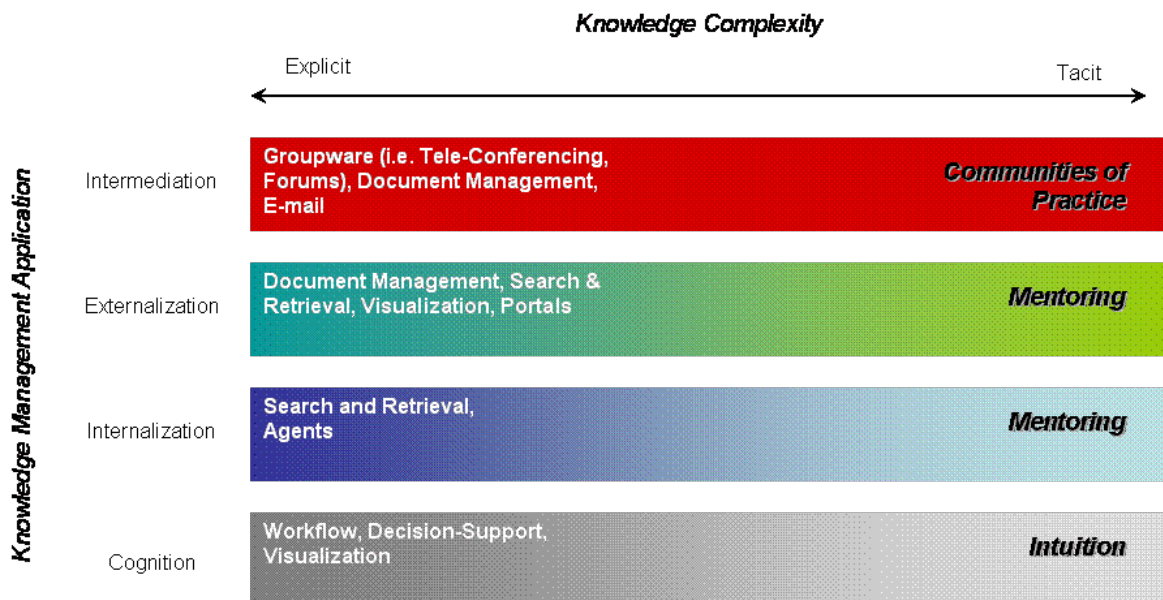 Knowledge Complexity
Explicit
Tacit
Knowledge Management Application
Intermediation
Groupware (i.e. Tele-Conferencing,
Forums), Document Management,
E-mail
Communities of
Practice
Externalization
Document Management, Search &
Retrieval, Visualization, Portals
Mentoring
Internalization
Search and Retrieval,
Agents
Mentoring
Cognition
Workflow, Decision-Support,
Visualization
Intuition